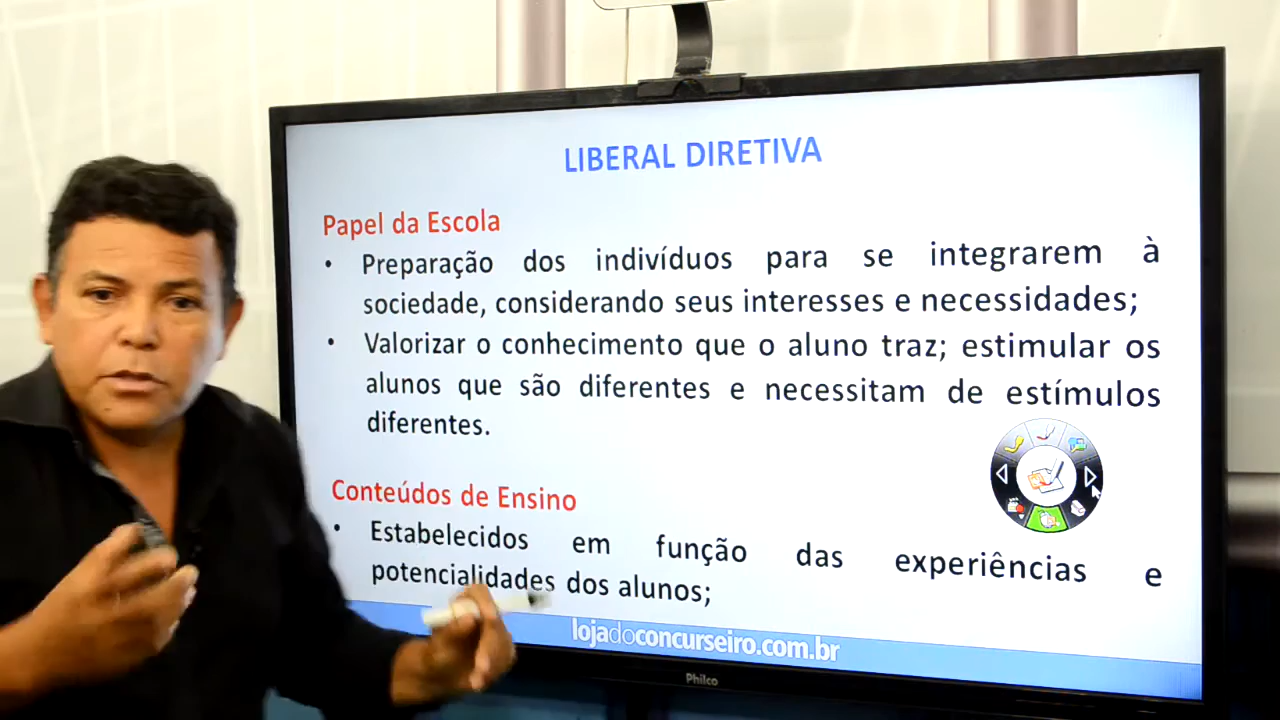 LIBERAL DIRETIVA
Papel da Escola
• Preparação dos indivíduos para se integrarem à
sociedade, considerando seus interesses e necessidades;
• Valorizar o conhecimento que o aluno traz; estimular os
alunos que são diferentes e necessitam de estímulos
diferentes.
Conteúdos de Ensino
• Estabelecidos em função das experiências e
potencialidades dos alunos;
lojadoconcurseiro.com.br
Philco